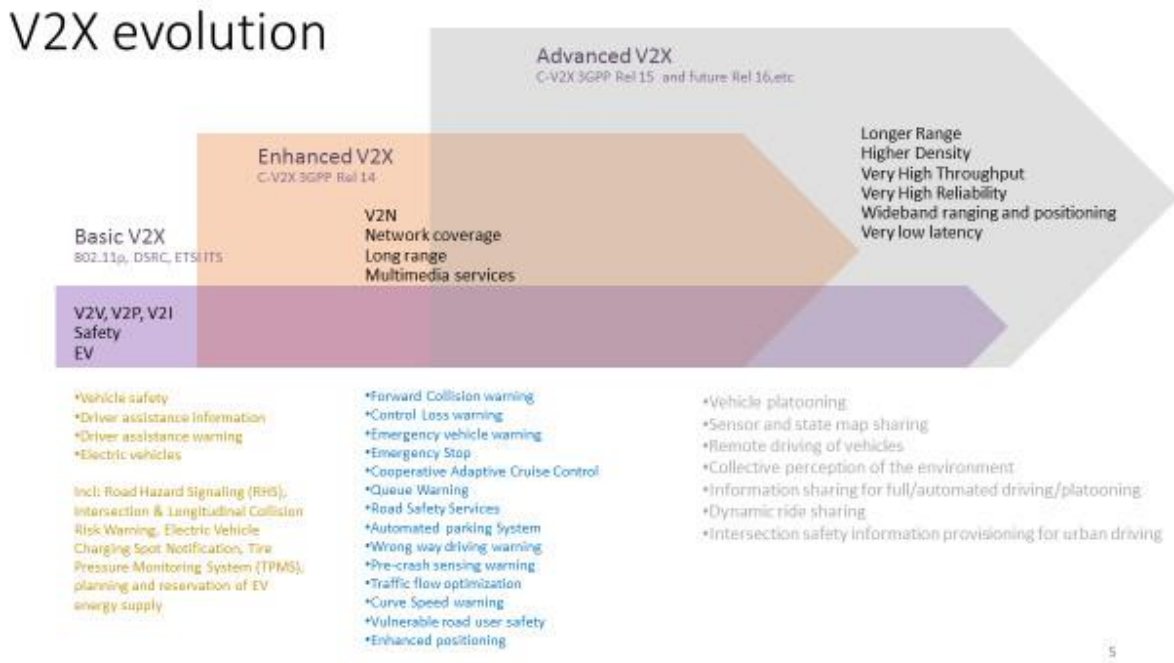 V2X evolution
Advanced V2X
C-V2X 3GPP Rel 15 and future Rel 16,etc
Longer Range
Higher Density
Very High Throughput
Very High Reliability
Wideband ranging and positioning
Very low latency
Enhanced V2X
C-V2X 3GPP Rel 14
V2N
Network coverage
Long range
Multimedia services
Basic V2X
802.11p, DSRC, ETSI ITS
V2V, V2P, V2I
Safety
EV
•Vehicle safety
•Driver assistance information
•Driver assistance warning
•Electric vehicles
Incl: Road Hazard Signaling (RHS),
Intersection & Longitudinal Collision
Risk Warning, Electric Vehicle
Charging Spot Notification, Tire
Pressure Monitoring System (TPMS),
planning and reservation of EV
energy supply
•Forward Collision warning
•Control Loss warning
•Emergency vehicle warning
•Emergency Stop
•Cooperative Adaptive Cruise Control
•Queue Warning
•Road Safety Services
•Automated parking System
•Wrong way driving warning
•Pre-crash sensing warning
•Traffic flow optimization
•Curve Speed warning
•Vulnerable road user safety
•Enhanced positioning
•Vehicle platooning
•Sensor and state map sharing
•Remote driving of vehicles
•Collective perception of the environment
•Information sharing for full/automated driving/platooning
•Dynamic ride sharing
•Intersection safety information provisioning for urban driving
5